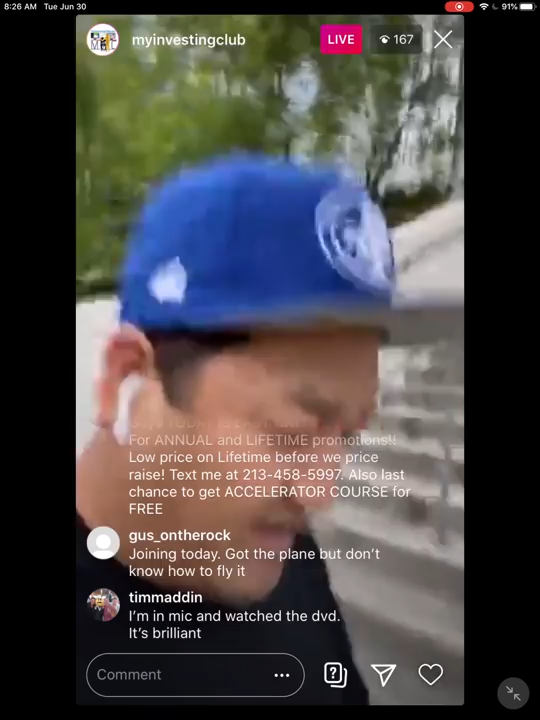 8:26 AM Tue Jun 30
91%
myinvestingclub
LIVE
167
For ANNUAL and LIFETIME promotions!!
Low price on Lifetime before we price
raise! Text me at 213-458-5997. Also last
chance to get ACCELERATOR COURSE for
FREE
gus_ontherock
Joining today. Got the plane but don't
know how to fly it
timmaddin
I'm in mic and watched the dvd.
It's brilliant
Comment